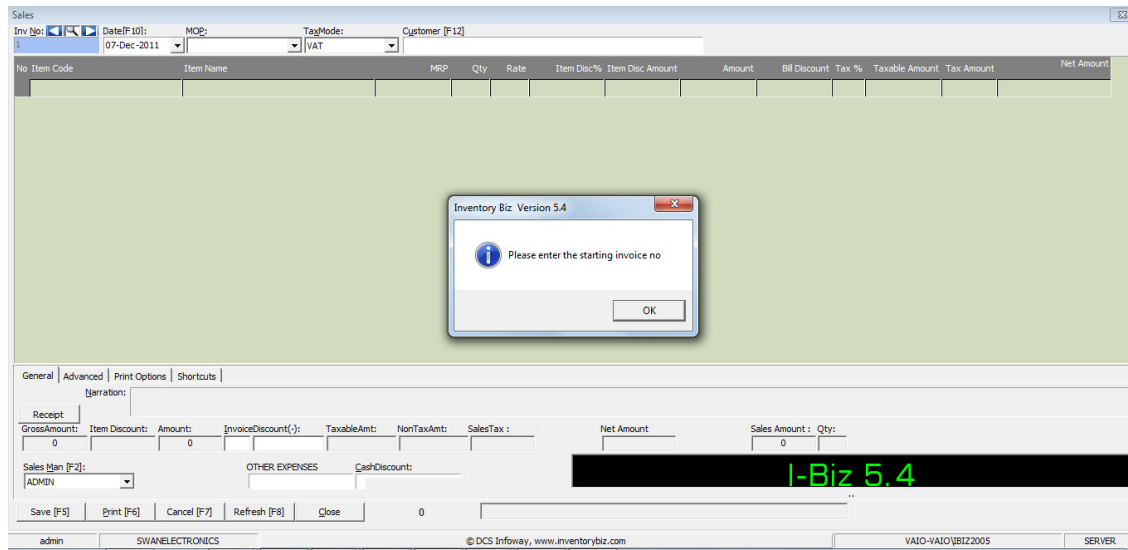 Sales
Inv No: Date[F10]: MOP: TaxMode: Customer [F12]
1 07-Dec-2011 VAT
No Item Code Item Name MRP Qty Rate Item Disc% Item Disc Amount Amount Bill Discount Tax % Taxable Amount Tax Amount Net Amount
Inventory Biz Version 5.4
Please enter the starting invoice no
OK
General Advanced Print Options Shortcuts
Narration:
Receipt
GrossAmount: Item Discount: Amount: InvoiceDiscount(-): TaxableAmt: NonTaxAmt: SalesTax : Net Amount Sales Amount : Qty:
0 0 0
Sales Man [F2]: OTHER EXPENSES CashDiscount:
ADMIN
I-Biz 5.4
..
Save [F5] Print [F6] Cancel [F7] Refresh [F8] Close 0
admin SWANELECTRONICS © DCS Infoway, www.inventorybiz.com VAIO-VAIO\IBIZ2005 SERVER